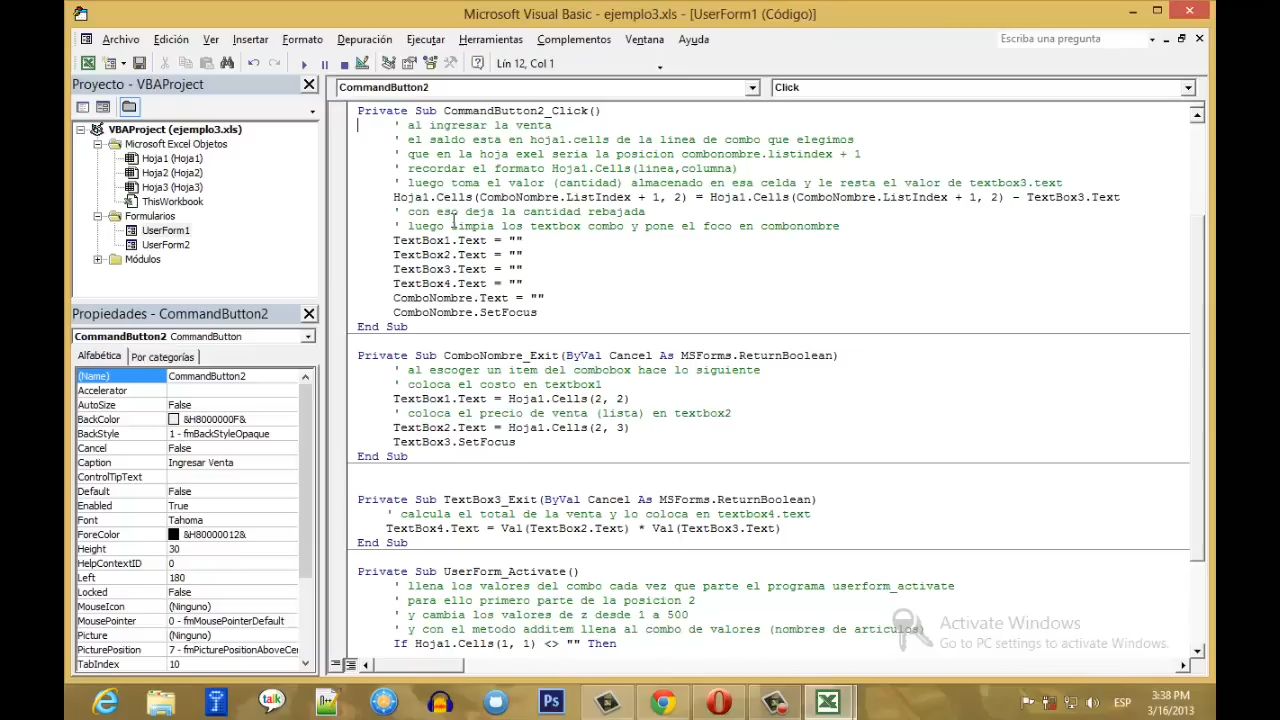 Microsoft Visual Basic - ejemplo3.xls - [UserForm1 (Código)]
Archivo Edición Ver Insertar Formato Depuración Ejecutar Herramientas Complementos Ventana Ayuda
Escriba una pregunta
Lín 12, Col 1
Proyecto - VBAProject
VBAProject (ejemplo3.xls)
Microsoft Excel Objetos
Hoja1 (Hoja1)
Hoja2 (Hoja2)
Hoja3 (Hoja3)
ThisWorkbook
Formularios
UserForm1
UserForm2
Módulos
Propiedades - CommandButton2
CommandButton2 CommandButton
Alfabética Por categorías
(Name) CommandButton2
Accelerator
AutoSize False
BackColor &H8000000F&
BackStyle 1 - fmBackStyleOpaque
Cancel False
Caption Ingresar Venta
ControlTipText
Default False
Enabled True
Font Tahoma
ForeColor &H80000012&
Height 30
HelpContextID 0
Left 180
Locked False
MouseIcon (Ninguno)
MousePointer 0 - fmMousePointerDefault
Picture (Ninguno)
PicturePosition 7 - fmPicturePositionAboveCer
TabIndex 10
CommandButton2 Click
Private Sub CommandButton2_Click()
' al ingresar la venta
' el saldo esta en hoja1.cells de la linea de combo que elegimos
' que en la hoja exel seria la posicion combonombre.listindex + 1
' recordar el formato Hoja1.Cells(linea,columna)
' luego toma el valor (cantidad) almacenado en esa celda y le resta el valor de textbox3.text
Hoja1.Cells(ComboNombre.ListIndex + 1, 2) = Hoja1.Cells(ComboNombre.ListIndex + 1, 2) - TextBox3.Text
' con eso deja la cantidad rebajada
' luego limpia los textbox combo y pone el foco en combonombre
TextBox1.Text = ""
TextBox2.Text = ""
TextBox3.Text = ""
TextBox4.Text = ""
ComboNombre.Text = ""
ComboNombre.SetFocus
End Sub
Private Sub ComboNombre_Exit(ByVal Cancel As MSForms.ReturnBoolean)
' al escoger un item del combobox hace lo siguiente
' coloca el costo en textbox1
TextBox1.Text = Hoja1.Cells(2, 2)
' coloca el precio de venta (lista) en textbox2
TextBox2.Text = Hoja1.Cells(2, 3)
TextBox3.SetFocus
End Sub
Private Sub TextBox3_Exit(ByVal Cancel As MSForms.ReturnBoolean)
' calcula el total de la venta y lo coloca en textbox4.text
TextBox4.Text = Val(TextBox2.Text) * Val(TextBox3.Text)
End Sub
Private Sub UserForm_Activate()
' llena los valores del combo cada vez que parte el programa userform_activate
' para ello primero parte de la posicion 2
' y cambia los valores de z desde 1 a 500
' y con el metodo additem llena al combo de valores (nombres de articulos)
If Hoja1.Cells(1, 1) <> "" Then
Activate Windows
Go to PC settings to activate Windows.
talk
Ps
ESP
3:38 PM
3/16/2013